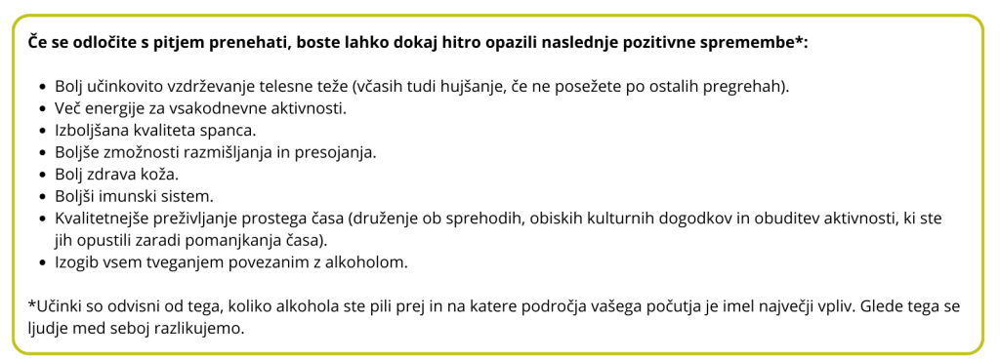 Če se odločite s pitjem prenehati, boste lahko dokaj hitro opazili naslednje pozitivne spremembe*:
• Bolj učinkovito vzdrževanje telesne teže (včasih tudi hujšanje, če ne posežete po ostalih pregrehah).
• Več energije za vsakodnevne aktivnosti.
• Izboljšana kvaliteta spanca.
• Boljše zmožnosti razmišljanja in presojanja.
• Bolj zdrava koža.
• Boljši imunski sistem.
• Kvalitetnejše preživljanje prostega časa (druženje ob sprehodih, obiskih kulturnih dogodkov in obuditev aktivnosti, ki ste
jih opustili zaradi pomanjkanja časa).
• Izogib vsem tveganjem povezanim z alkoholom.
*Učinki so odvisni od tega, koliko alkohola ste pili prej in na katere področja vašega počutja je imel največji vpliv. Glede tega se
ljudje med seboj razlikujemo.